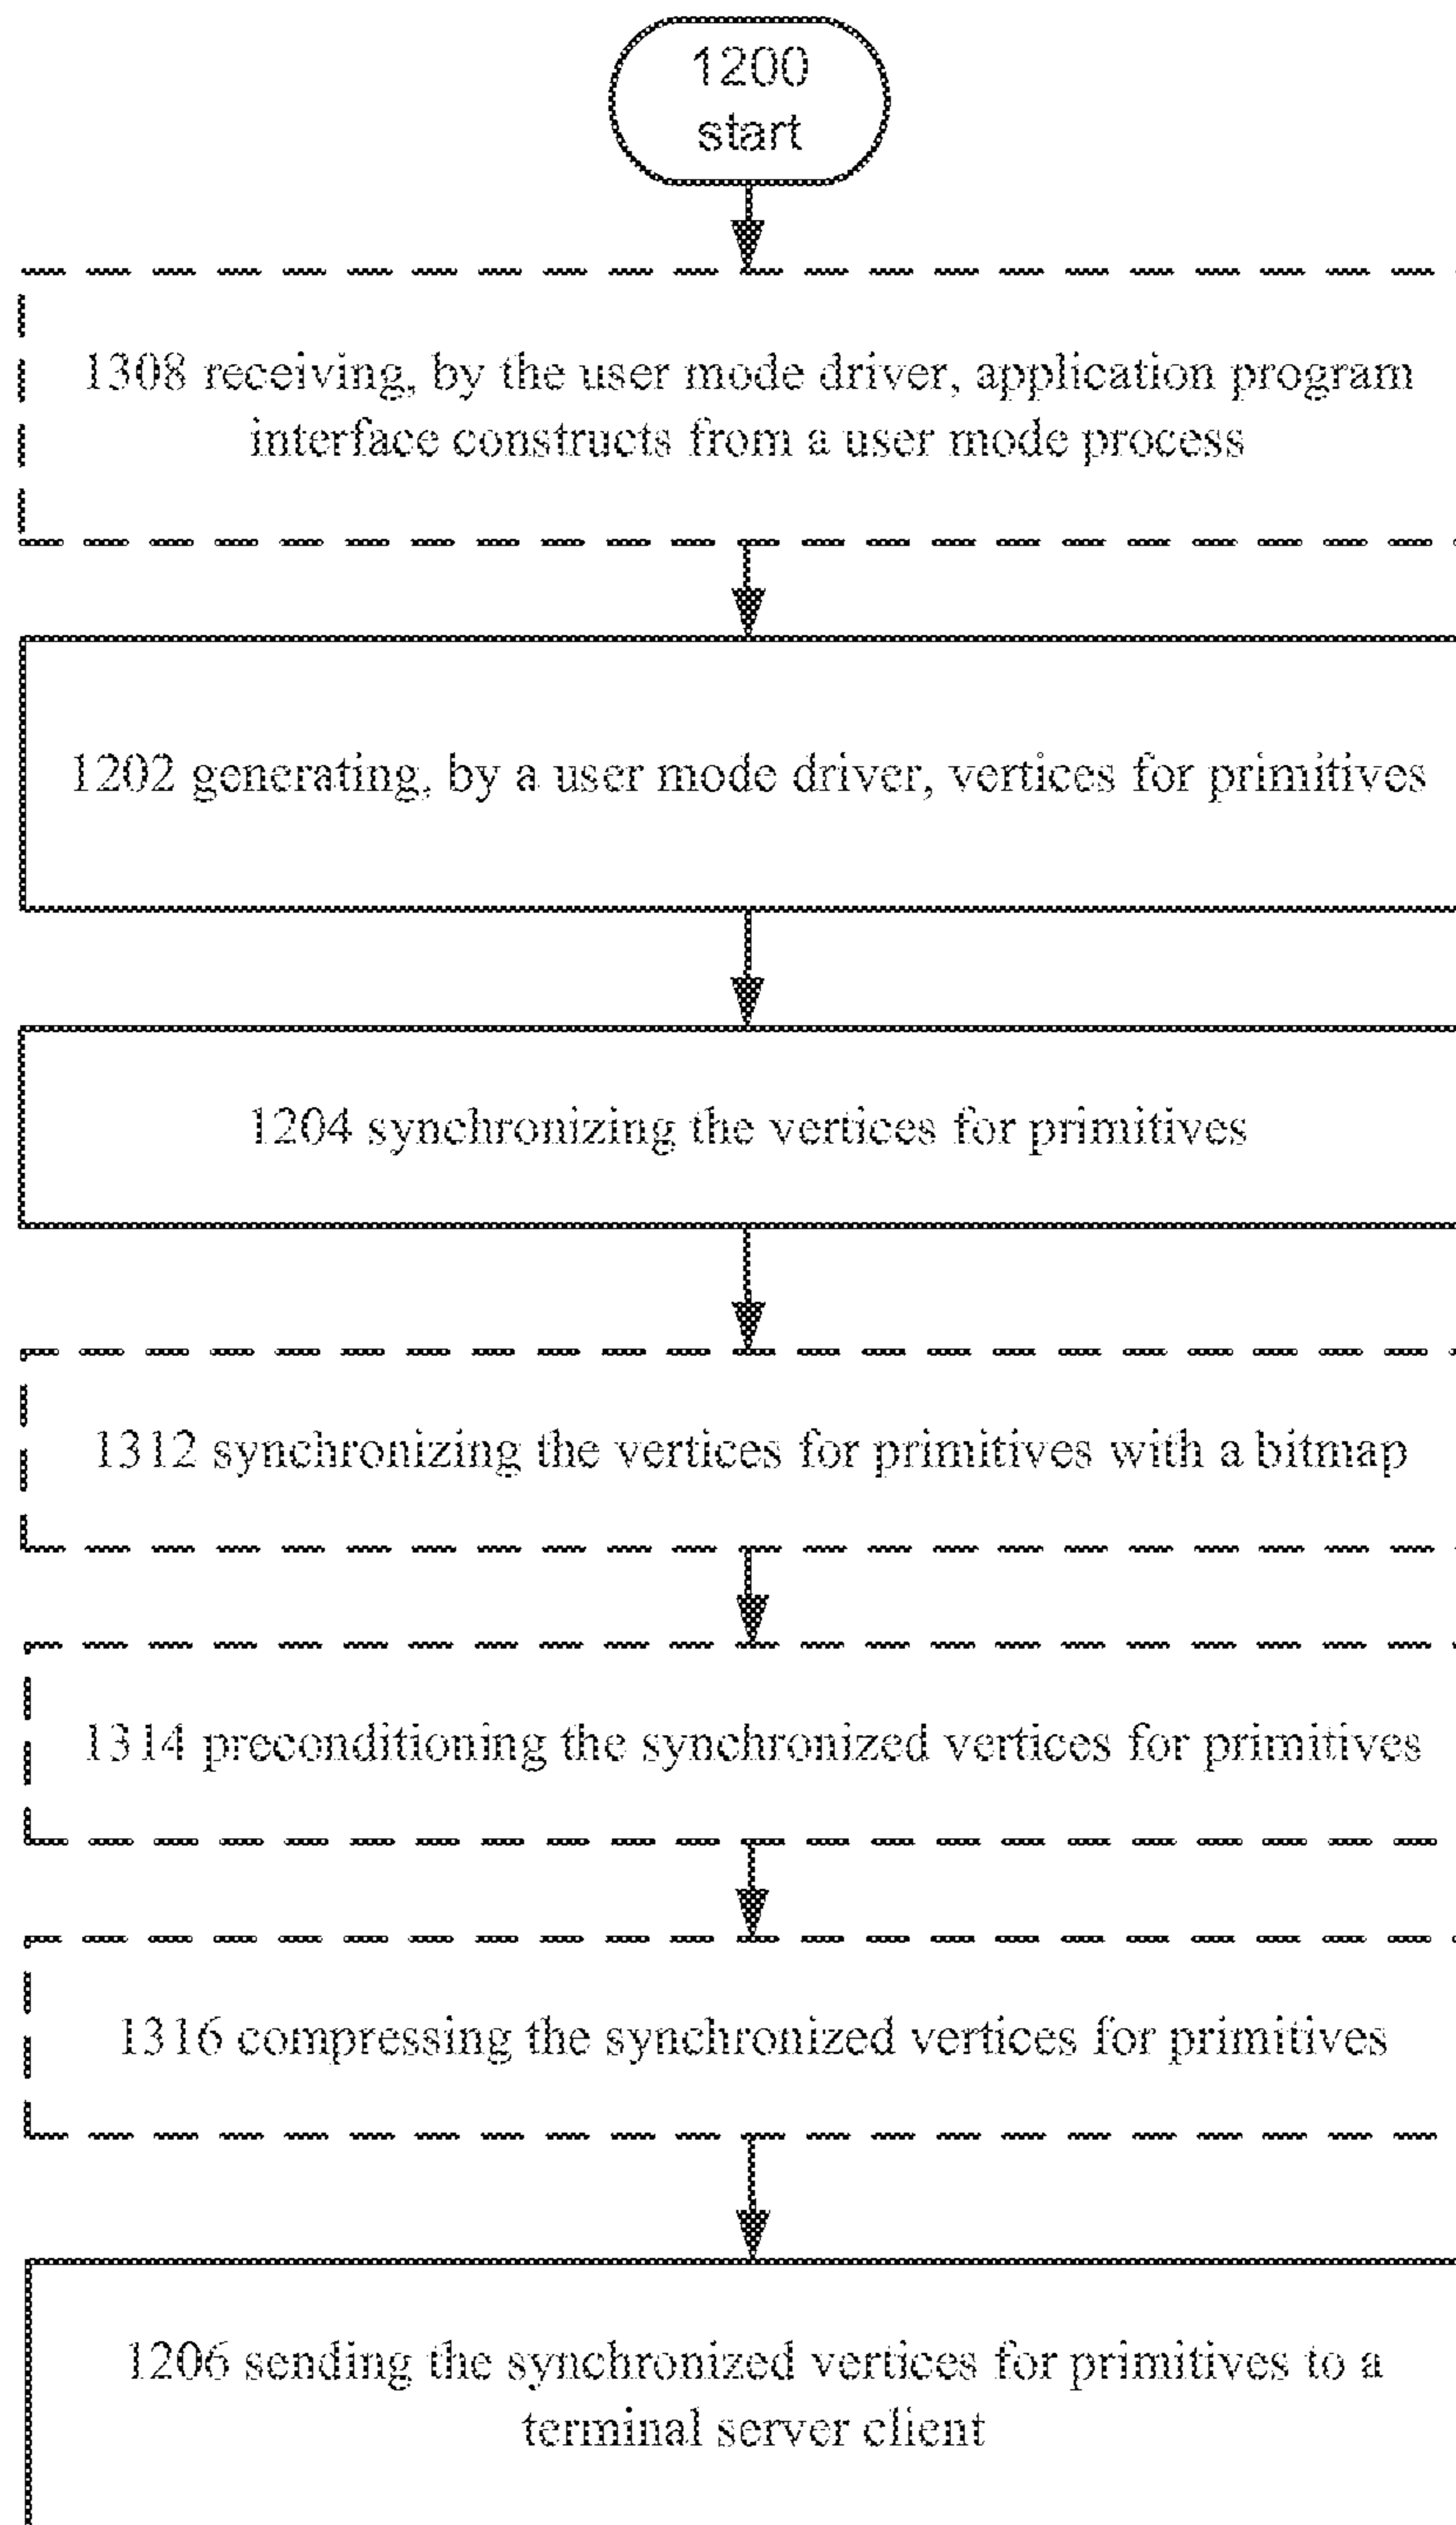 1200
start
1308 receiving, by the user mode driver, application program
interface constructs from a user mode process
1202 generating, by a user mode driver, vertices for primitives
1204 synchronizing the vertices for primitives
1312 synchronizing the vertices for primitives with a bitmap
1314 preconditioning the synchronized vertices for primitives
1316 compressing the synchronized vertices for primitives
1206 sending the synchronized vertices for primitives to a
terminal server client